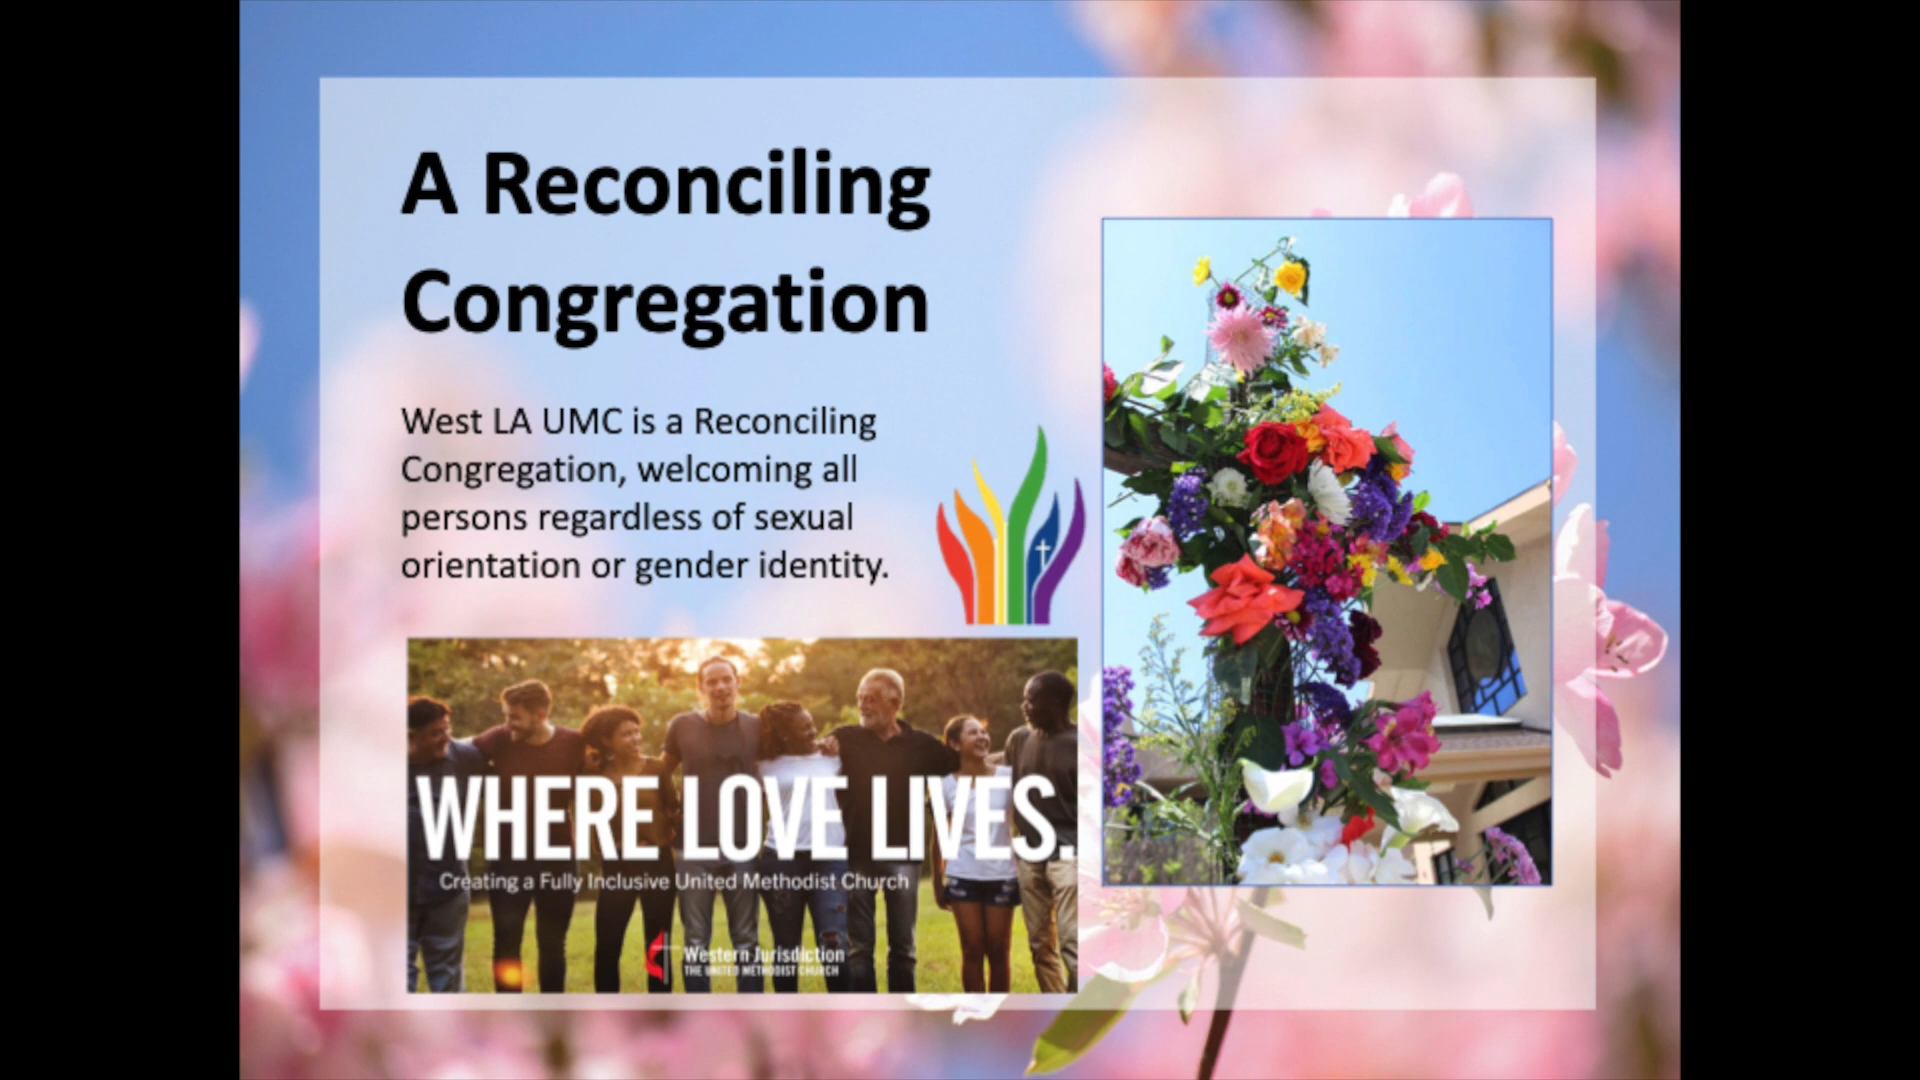 A Reconciling
Congregation
West LA UMC is a Reconciling
Congregation, welcoming all
persons regardless of sexual
orientation or gender identity.
WHERE LOVE LIVES.
Creating a Fully Inclusive United Methodist Church
Western Jurisdiction
THE UNITED METHODIST CHURCH